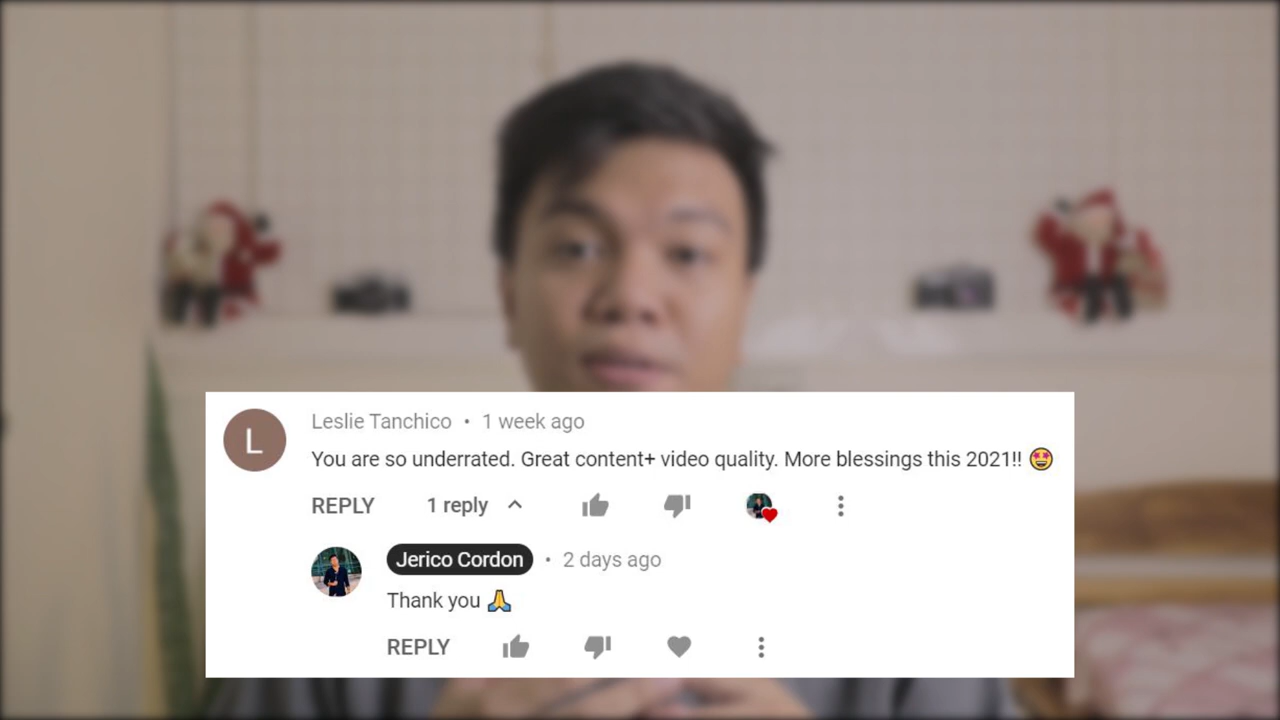 L
Leslie Tanchico • 1 week ago
You are so underrated. Great content+ video quality. More blessings this 2021!! 🤩
REPLY 1 reply
Jerico Cordon • 2 days ago
Thank you 🙏
REPLY